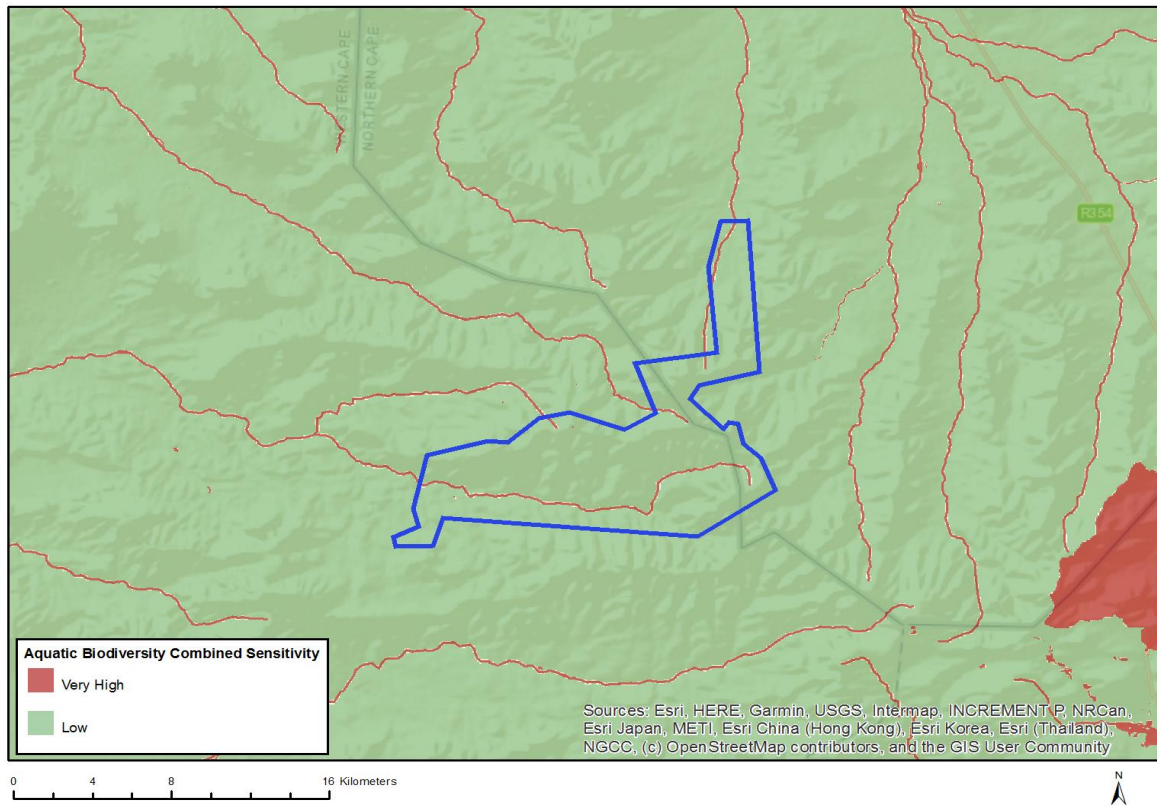 WESTERN CAPE
NORTHERN CAPE
R354
Aquatic Biodiversity Combined Sensitivity
Very High
Low
Sources: Esri, HERE, Garmin, USGS, Intermap, INCREMENT P, NRCan,
Esri Japan, METI, Esri China (Hong Kong), Esri Korea, Esri (Thailand),
NGCC, (c) OpenStreetMap contributors, and the GIS User Community
0 4 8 16 Kilometers
N